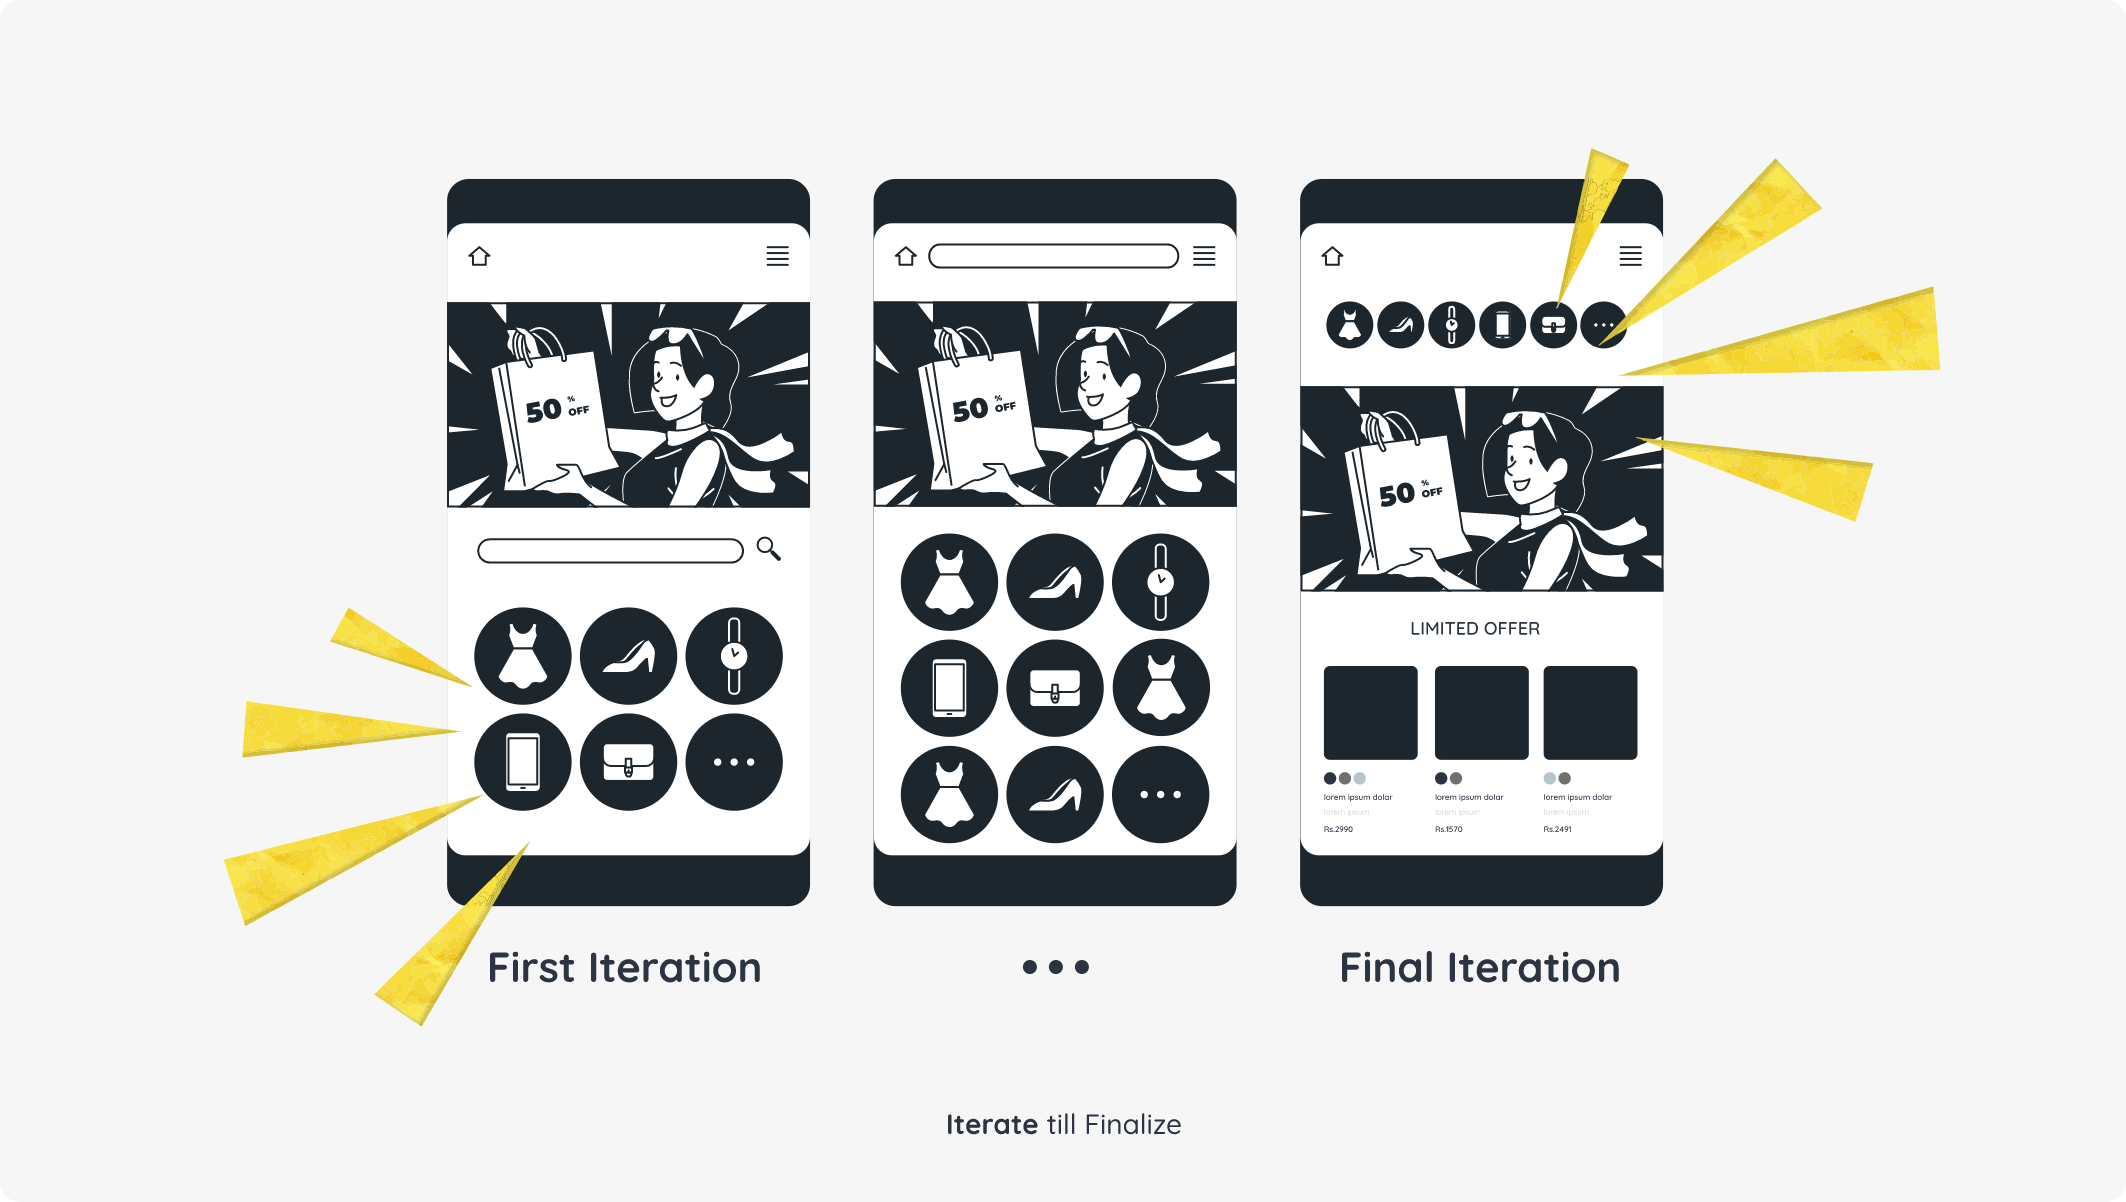 50 % OFF
50 % OFF
50 % OFF
LIMITED OFFER
lorem ipsum dolar
lorem ipsum
Rs.2990
lorem ipsum dolar
lorem ipsum
Rs.1570
lorem ipsum dolar
lorem ipsum
Rs.2491
First Iteration
Final Iteration
Iterate till Finalize